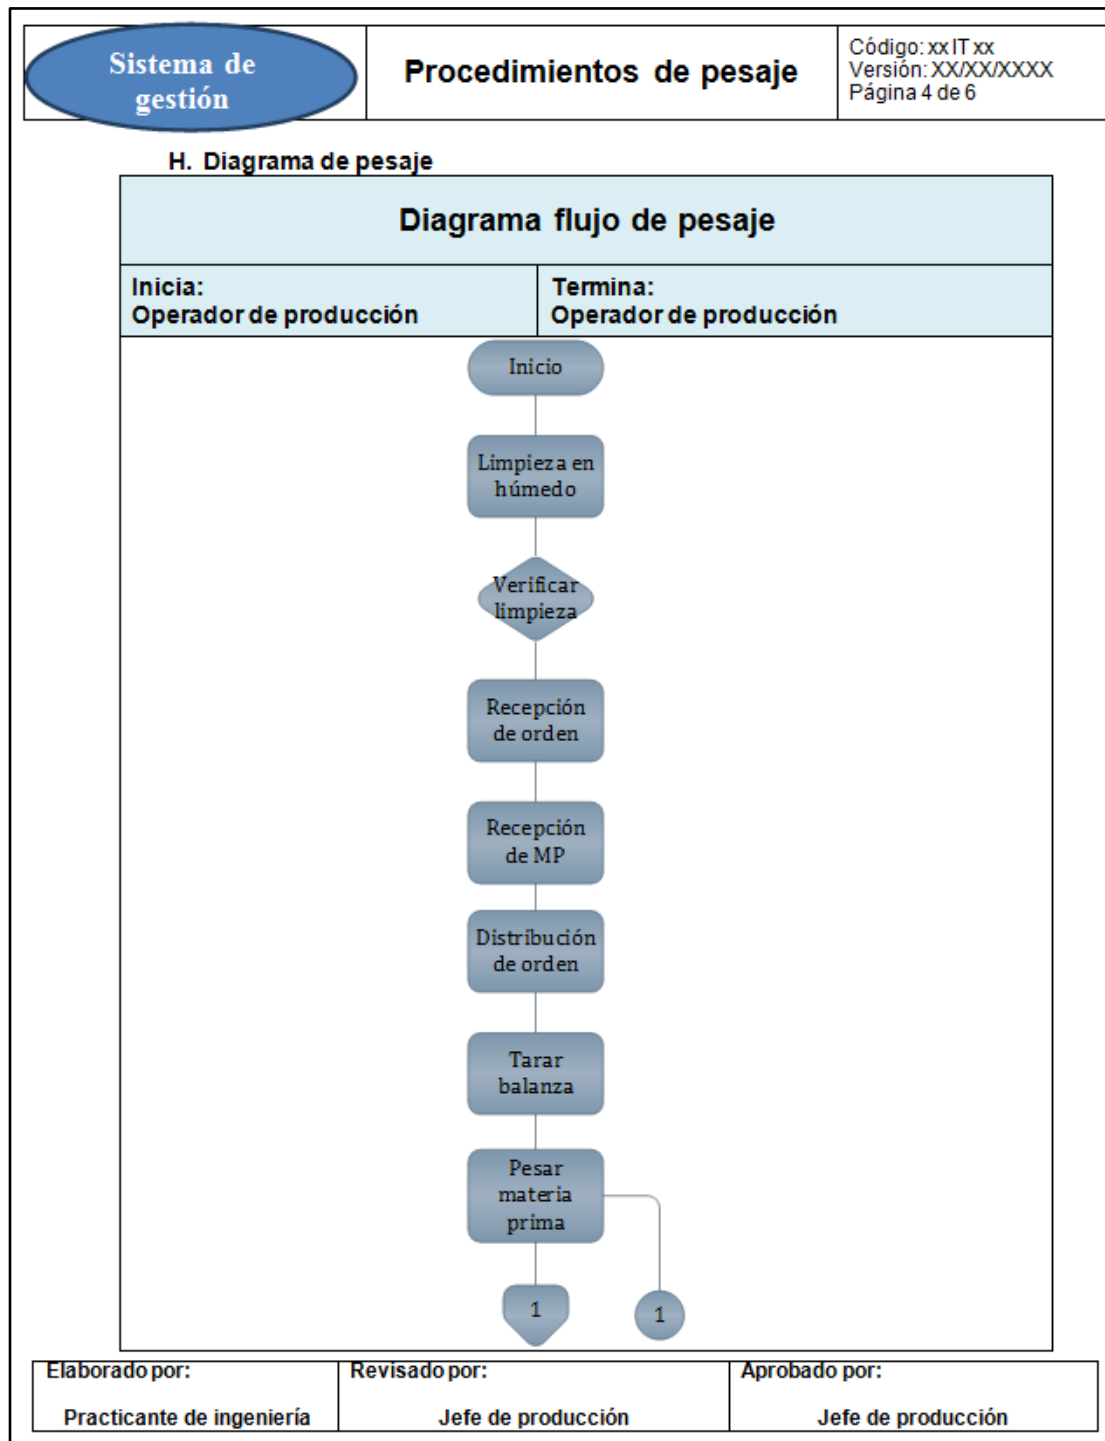 Sistema de
gestión
Procedimientos de pesaje
Código: xx IT xx
Versión: XX/XX/XXXX
Página 4 de 6
H. Diagrama de pesaje
Diagrama flujo de pesaje
Inicia:
Operador de producción
Termina:
Operador de producción
Inicio
Limpieza en
húmedo
Verificar
limpieza
Recepción
de orden
Recepción
de MP
Distribución
de orden
Tarar
balanza
Pesar
materia
prima
1
1
Elaborado por:
Practicante de ingeniería
Revisado por:
Jefe de producción
Aprobado por:
Jefe de producción